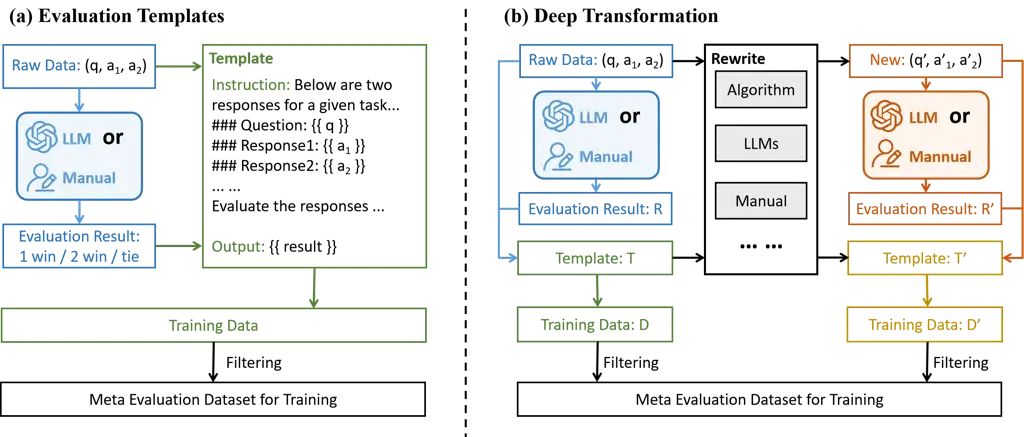 (a) Evaluation Templates
Raw Data: (q, a₁, a₂)
LLM or
Manual
Evaluation Result:
1 win / 2 win / tie
Template
Instruction: Below are two
responses for a given task...
### Question: {{ q }}
### Response1: {{ a₁ }}
### Response2: {{ a₂ }}
... ...
Evaluate the responses ...
Output: {{ result }}
Training Data
Filtering
Meta Evaluation Dataset for Training
(b) Deep Transformation
Raw Data: (q, a₁, a₂)
LLM or
Manual
Evaluation Result: R
Template: T
Training Data: D
Filtering
Rewrite
Algorithm
LLMs
Manual
... ...
New: (q’, a’₁, a’₂)
LLM or
Mannual
Evaluation Result: R’
Template: T’
Training Data: D’
Filtering
Meta Evaluation Dataset for Training